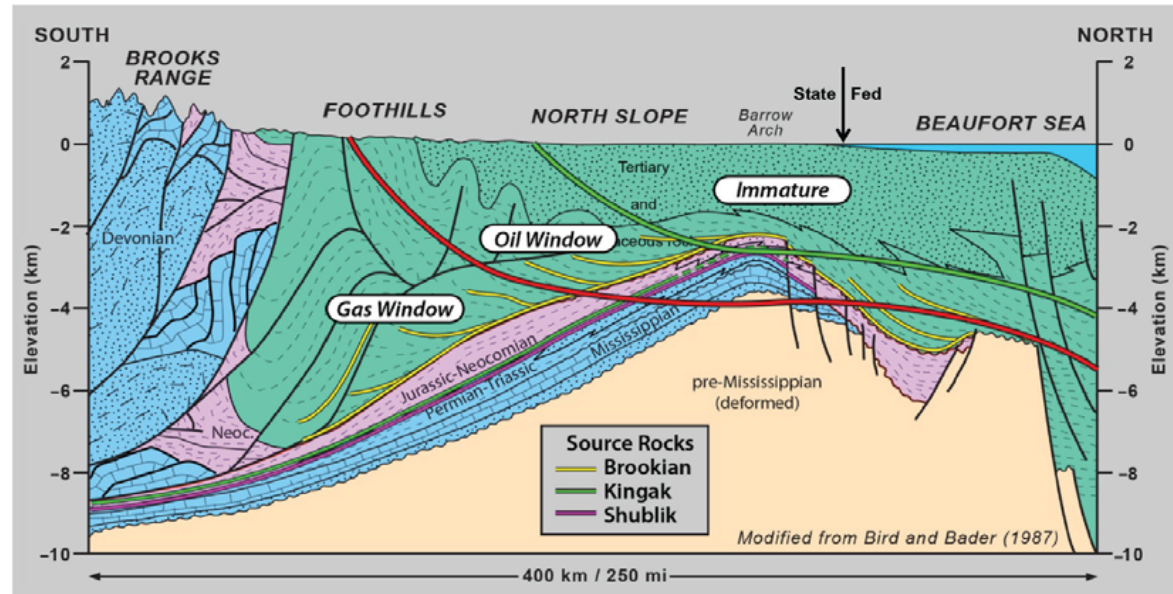 SOUTH
NORTH
BROOKS
RANGE
FOOTHILLS
NORTH SLOPE
Barrow
Arch
State
Fed
BEAUFORT SEA
2
0
−2
−4
−6
−8
−10
Elevation (km)
2
0
−2
−4
−6
−8
−10
Elevation (km)
Tertiary
and
Immature
Oil Window
Gas Window
Devonian
Neoc.
Jurassic-Neocomian
Permian Triassic
Mississippian
pre-Mississippian
(deformed)
Source Rocks
Brookian
Kingak
Shublik
Modified from Bird and Bader (1987)
400 km / 250 mi